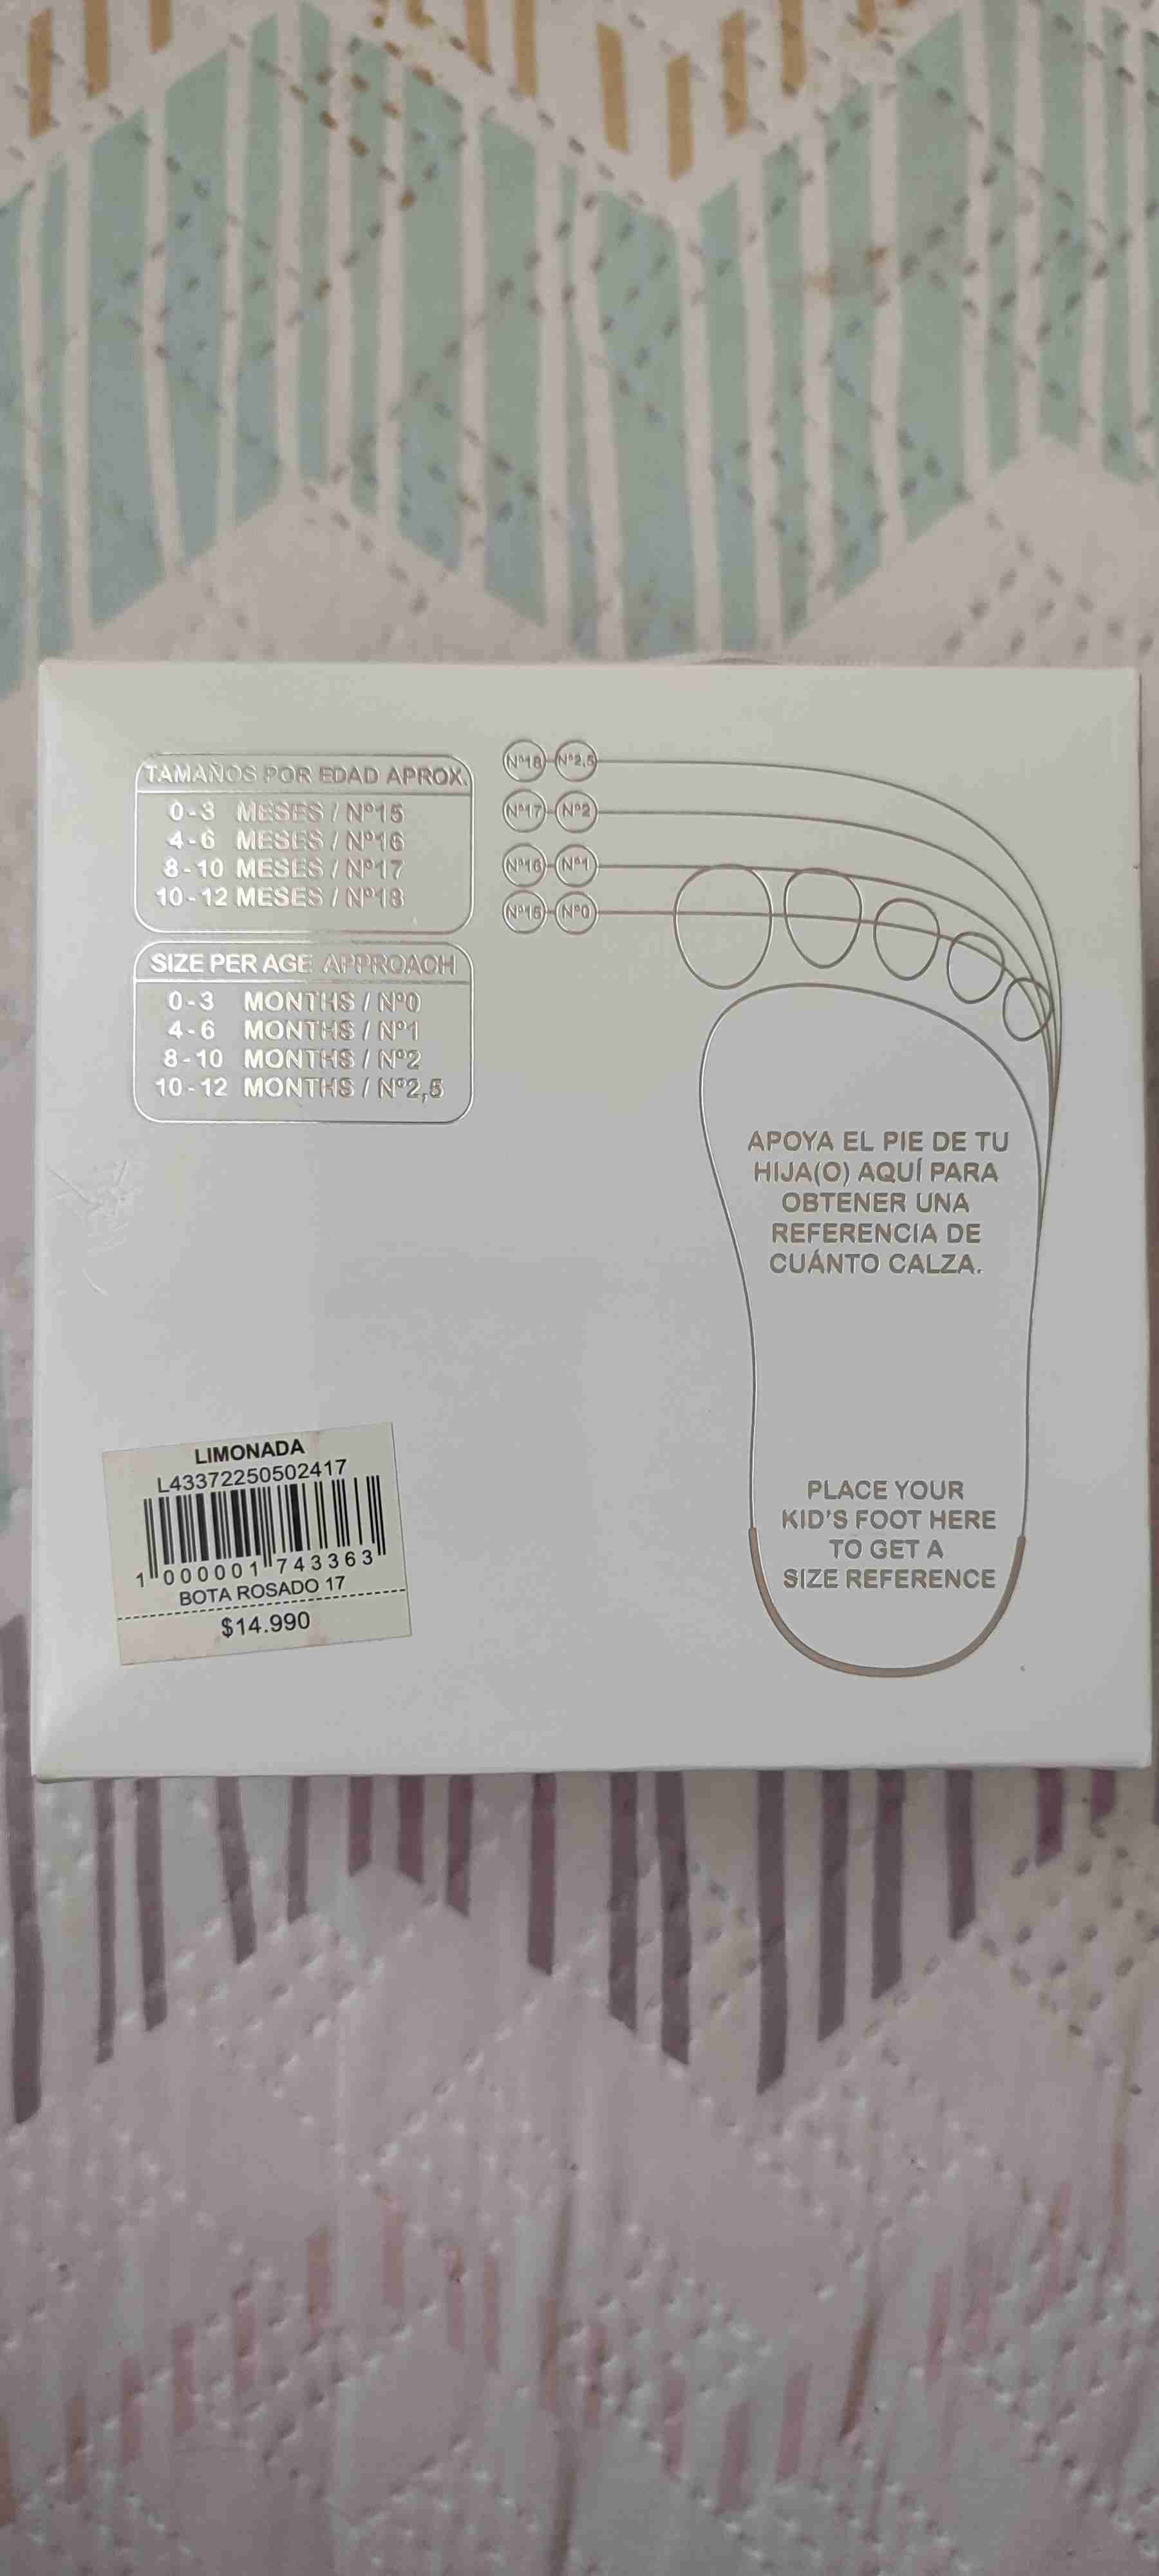 TAMAÑOS POR EDAD APROX.
0-3 MESES / Nº15
4-6 MESES / Nº16
8-10 MESES / Nº17
10-12 MESES / Nº18
SIZE PER AGE APPROACH
0-3 MONTHS / Nº0
4-6 MONTHS / Nº1
8-10 MONTHS / Nº2
10-12 MONTHS / Nº2,5
Nº18 Nº2,5
Nº17 Nº2
Nº16 Nº1
Nº15 Nº0
APOYA EL PIE DE TU
HIJA(O) AQUÍ PARA
OBTENER UNA
REFERENCIA DE
CUÁNTO CALZA.
PLACE YOUR
KID'S FOOT HERE
TO GET A
SIZE REFERENCE
LIMONADA
L43372250502417
1 000001 743363
BOTA ROSADO 17
$14.990